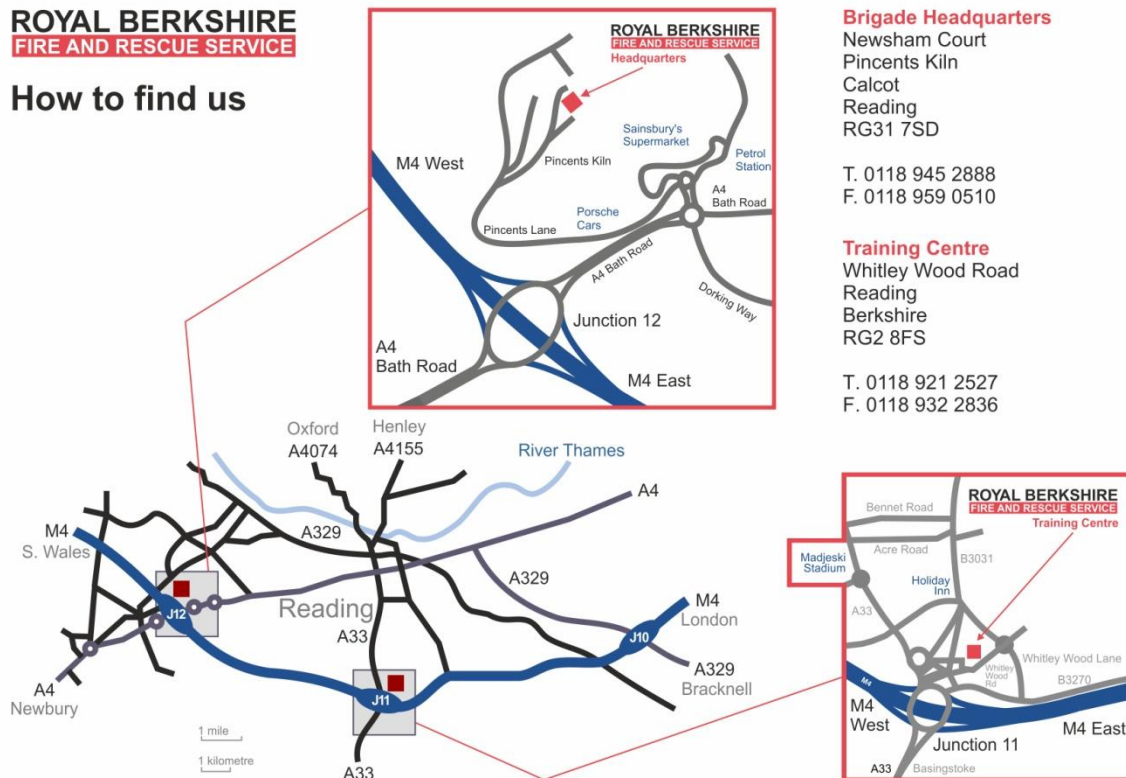 ROYAL BERKSHIRE
FIRE AND RESCUE SERVICE
How to find us
ROYAL BERKSHIRE
FIRE AND RESCUE SERVICE
Headquarters
M4 West
Sainsbury's
Supermarket
Petrol
Station
Pincents Kiln
A4
Bath Road
Porsche
Cars
Pincents Lane
A4 Bath Road
Dorking Way
Junction 12
A4
Bath Road
M4 East
Brigade Headquarters
Newsham Court
Pincents Kiln
Calcot
Reading
RG31 7SD
T. 0118 945 2888
F. 0118 959 0510
Training Centre
Whitley Wood Road
Reading
Berkshire
RG2 8FS
T. 0118 921 2527
F. 0118 932 2836
Oxford
A4074
Henley
A4155
River Thames
A4
M4
S. Wales
A329
A329
J12
Reading
M4
London
A33
J10
A329
Bracknell
J11
A4
Newbury
1 mile
1 kilometre
A33
ROYAL BERKSHIRE
FIRE AND RESCUE SERVICE
Training Centre
Bennet Road
Acre Road
B3031
Madjeski
Stadium
Holiday
Inn
A33
Whitley Wood Lane
Whitley
Wood
Rd
B3270
M4
M4
West
M4 East
Junction 11
A33
Basingstoke